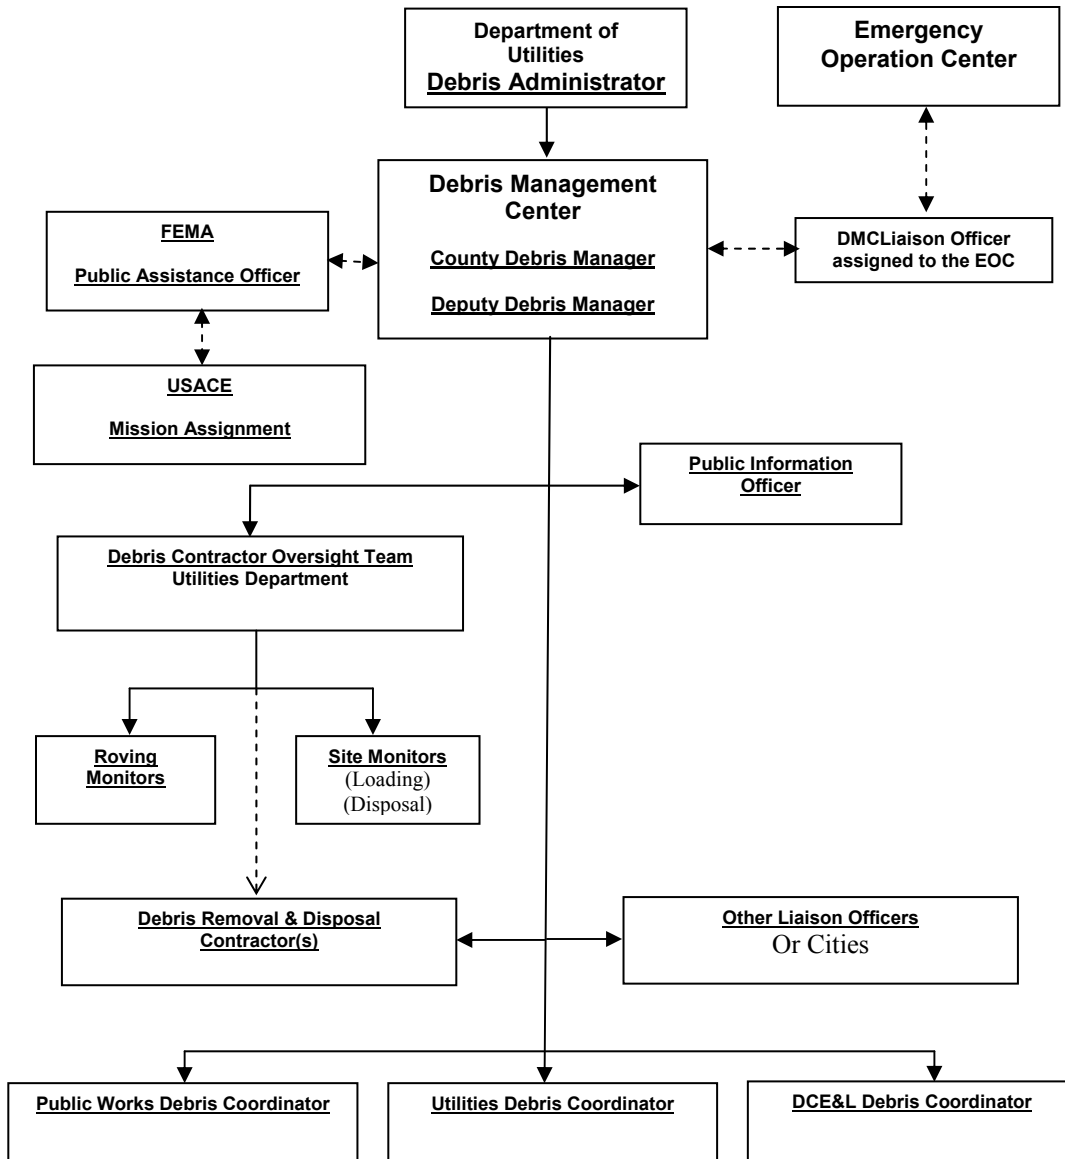 Department of
Utilities
Debris Administrator
Emergency
Operation Center
Debris Management
Center
County Debris Manager
Deputy Debris Manager
FEMA
Public Assistance Officer
DMCLiaison Officer
assigned to the EOC
USACE
Mission Assignment
Public Information
Officer
Debris Contractor Oversight Team
Utilities Department
Roving
Monitors
Site Monitors
(Loading)
(Disposal)
Debris Removal & Disposal
Contractor(s)
Other Liaison Officers
Or Cities
Public Works Debris Coordinator
Utilities Debris Coordinator
DCE&L Debris Coordinator